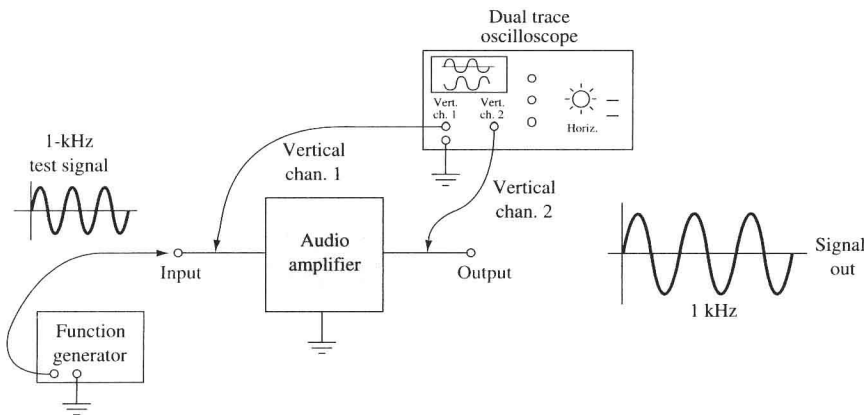 Dual trace
oscilloscope
Vert.
ch. 1
Vert.
ch. 2
Horiz.
1-kHz
test signal
Vertical
chan. 1
Vertical
chan. 2
Audio
amplifier
Input
Output
Signal
out
1 kHz
Function
generator